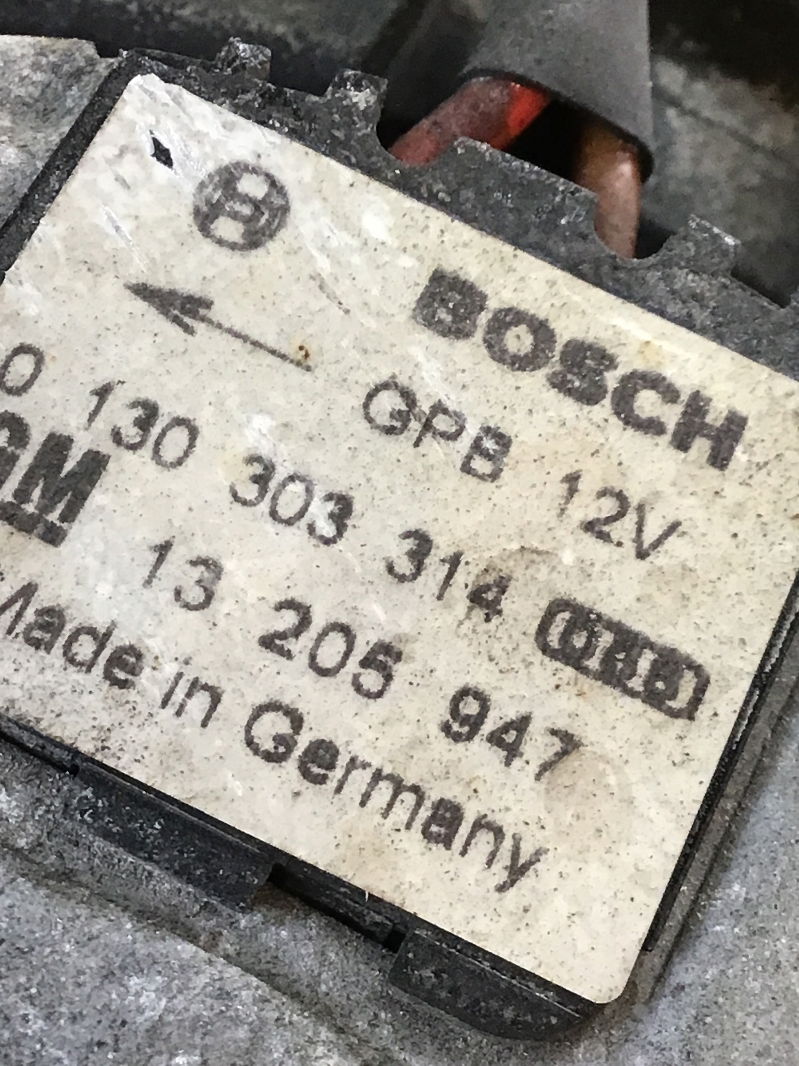 BOSCH
GPB 12V
0 130 303 314
GM 13 205 947
Made in Germany